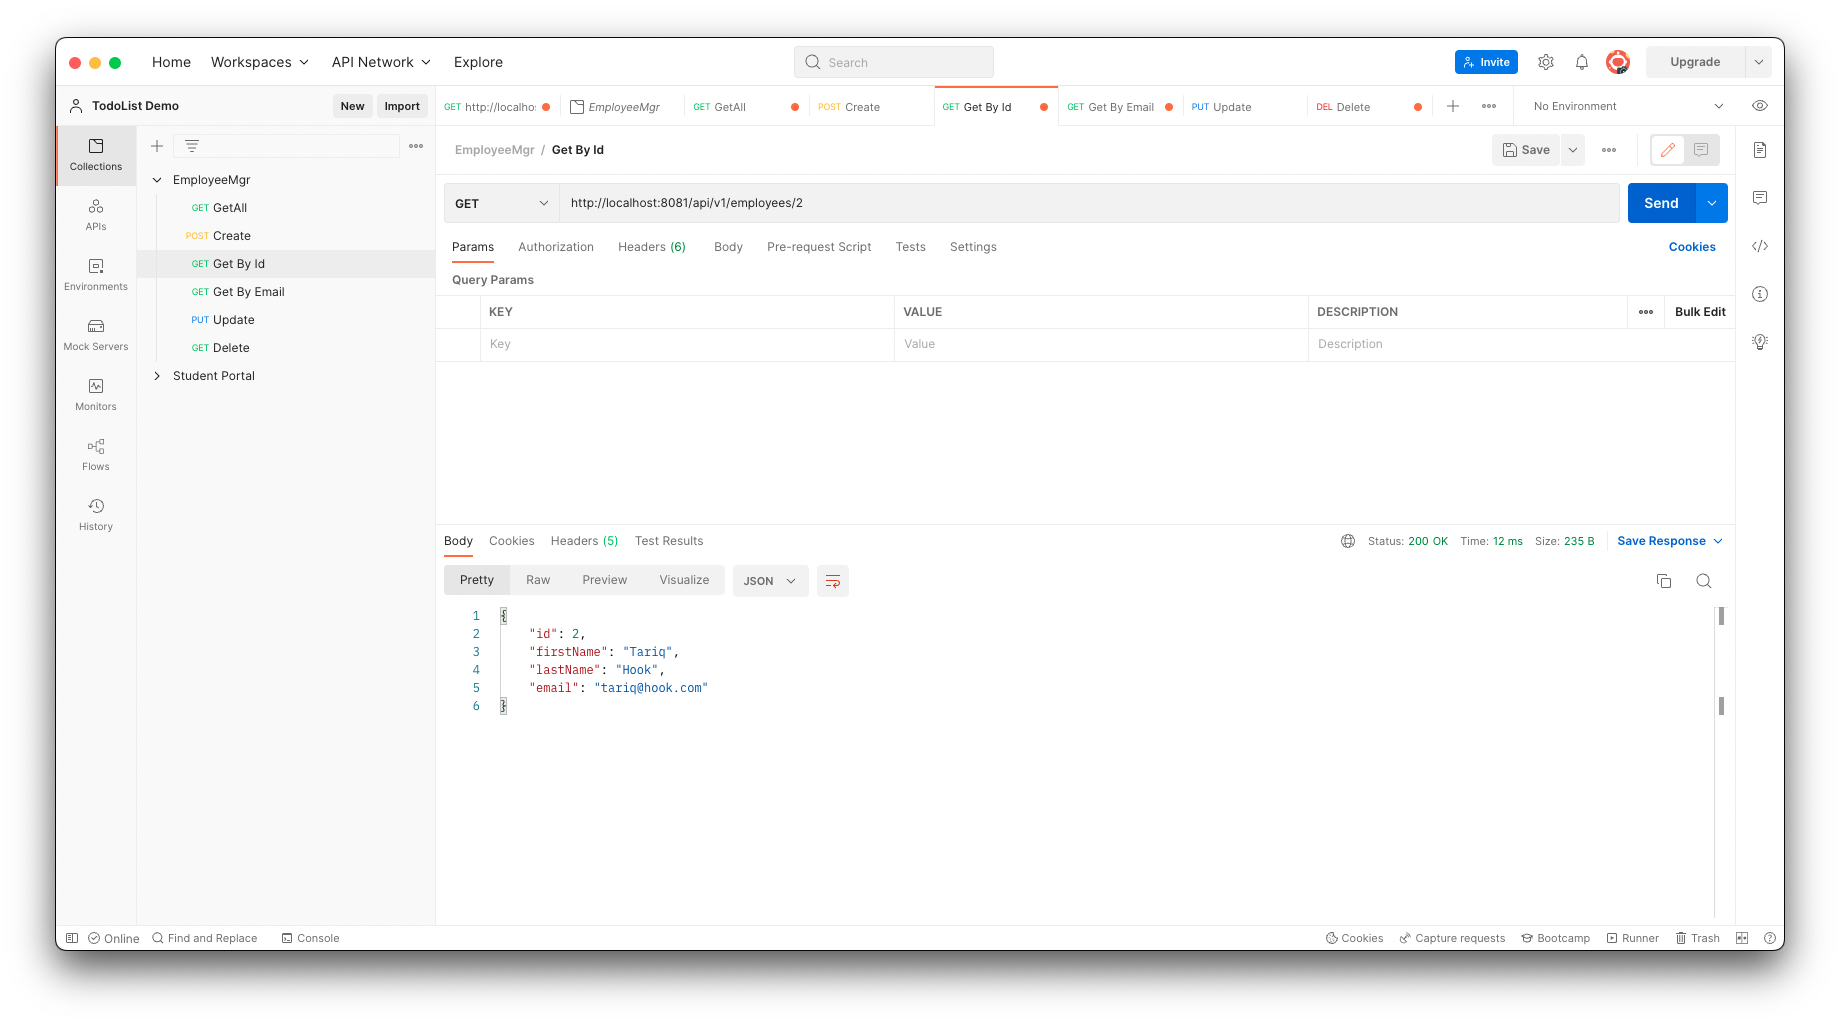 Home Workspaces API Network Explore Search Invite Upgrade
TodoList Demo New Import GET http://localho: EmployeeMgr GET GetAll POST Create GET Get By Id GET Get By Email PUT Update DEL Delete No Environment
Collections
APIs
Environments
Mock Servers
Monitors
Flows
History
EmployeeMgr
GET GetAll
POST Create
GET Get By Id
GET Get By Email
PUT Update
GET Delete
Student Portal
EmployeeMgr / Get By Id Save
GET http://localhost:8081/api/v1/employees/2 Send
Params Authorization Headers (6) Body Pre-request Script Tests Settings Cookies
Query Params
KEY VALUE DESCRIPTION Bulk Edit
Key Value Description
Body Cookies Headers (5) Test Results Status: 200 OK Time: 12 ms Size: 235 B Save Response
Pretty Raw Preview Visualize JSON
1 {
2 "id": 2,
3 "firstName": "Tariq",
4 "lastName": "Hook",
5 "email": "tariq@hook.com"
6 }
Online Find and Replace Console Cookies Capture requests Bootcamp Runner Trash